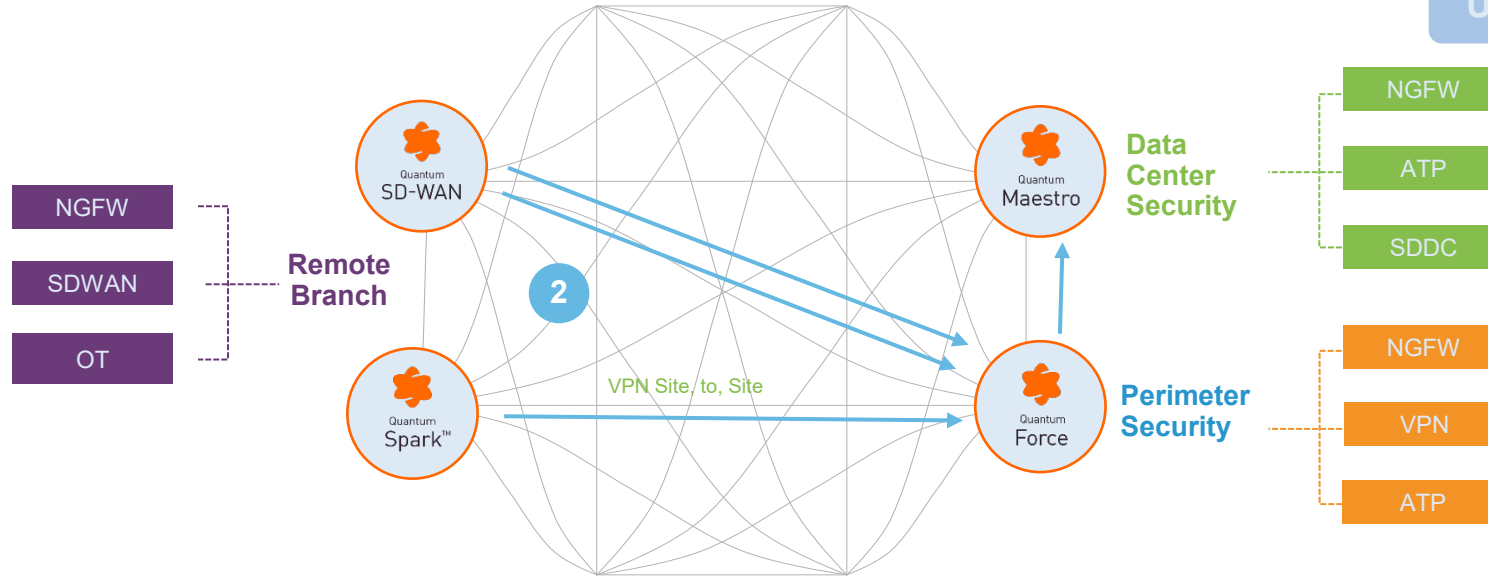 U
NGFW
SDWAN
OT
Remote
Branch
Quantum
SD-WAN
Quantum
Spark™
2
VPN Site, to, Site
Quantum
Maestro
Quantum
Force
Data
Center
Security
Perimeter
Security
NGFW
ATP
SDDC
NGFW
VPN
ATP